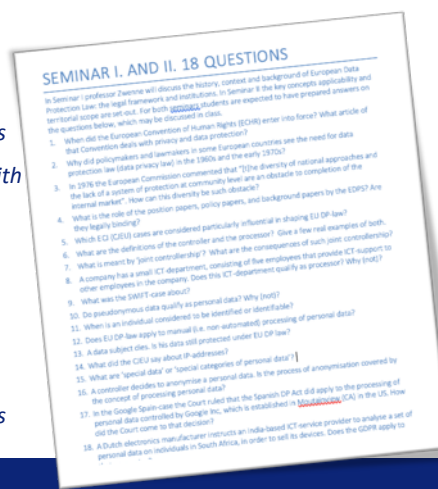 SEMINAR I. AND II. 18 QUESTIONS
In Seminar I professor Zwenne will discuss the history, context and background of European Data
Protection Law: the legal framework and institutions. In Seminar II the key concepts applicability and
territorial scope are set out. For both seminars students are expected to have prepared answers on
the questions below, which may be discussed in class.
1. When did the European Convention of Human Rights (ECHR) enter into force? What article of
that Convention deals with privacy and data protection?
2. Why did policymakers and lawmakers in some European countries see the need for data
protection law (data privacy law) in the 1960s and the early 1970s?
3. In 1976 the European Commission commented that "[t]he diversity of national approaches and
the lack of a system of protection at community level are an obstacle to completion of the
internal market". How can this diversity be such obstacle?
4. What is the role of the position papers, policy papers, and background papers by the EDPS? Are
they legally binding?
5. Which ECJ (CJEU) cases are considered particularly influential in shaping EU DP-law?
6. What are the definitions of the controller and the processor? Give a few real examples of both.
7. What is meant by 'joint controllership'? What are the consequences of such joint controllership?
8. A company has a small ICT-department, consisting of five employees that provide ICT-support to
other employees in the company. Does this ICT-department qualify as processor? Why (not)?
9. What was the SWIFT-case about?
10. Do pseudonymous data qualify as personal data? Why (not)?
11. When is an individual considered to be identified or identifiable?
12. Does EU DP-law apply to manual (i.e. non-automated) processing of personal data?
13. A data subject dies. Is his data still protected under EU DP law?
14. What did the CJEU say about IP-addresses?
15. What are 'special data' or 'special categories of personal data'?
16. A controller decides to anonymise a personal data. Is the process of anonymisation covered by
the concept of processing personal data?
17. In the Google Spain-case the Court ruled that the Spanish DP Act did apply to the processing of
personal data controlled by Google Inc, which is established in (CA) in the US. How
did the Court come to that decision?
18. A Dutch electronics manufacturer instructs an India-based ICT-service provider to analyse a set of
personal data on individuals in South Africa, in order to sell its devices. Does the GDPR apply to
s
ith
s